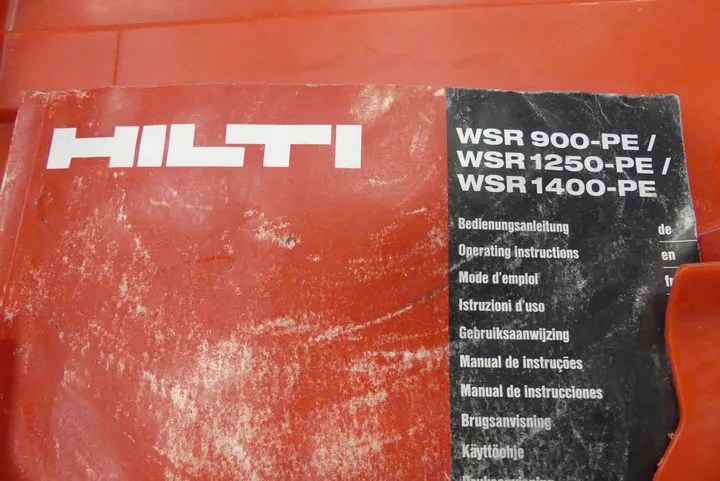 HILTI
WSR 900-PE /
WSR 1250-PE /
WSR 1400-PE
Bedienungsanleitung de
Operating instructions en
Mode d'emploi
Istruzioni d'uso
Gebruiksaanwijzing
Manual de instruções
Manual de instrucciones
Brugsanvisning
Käyttöohje